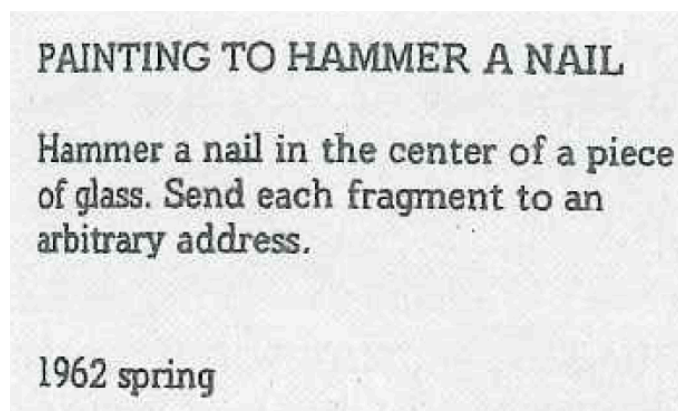 PAINTING TO HAMMER A NAIL
Hammer a nail in the center of a piece
of glass. Send each fragment to an
arbitrary address.
1962 spring